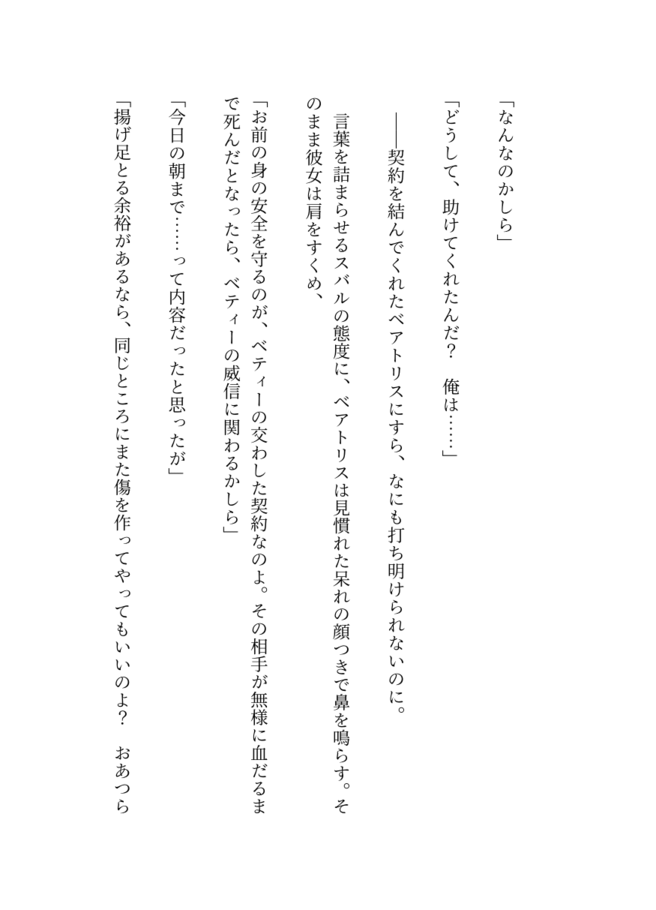 「なんなのかしら」
「どうして、助けてくれたんだ？　俺は……」
――契約を結んでくれたベアトリスにすら、なにも打ち明けられないのに。
言葉を詰まらせるスバルの態度に、ベアトリスは見慣れた呆れの顔つきで鼻を鳴らす。そ
のまま彼女は肩をすくめ、
「お前の身の安全を守るのが、ベティーの交わした契約なのよ。その相手が無様に血だるま
で死んだとなったら、ベティーの威信に関わるかしら」
「今日の朝まで……って内容だったと思ったが」
「揚げ足とる余裕があるなら、同じところにまた傷を作ってやってもいいのよ？　おあつら